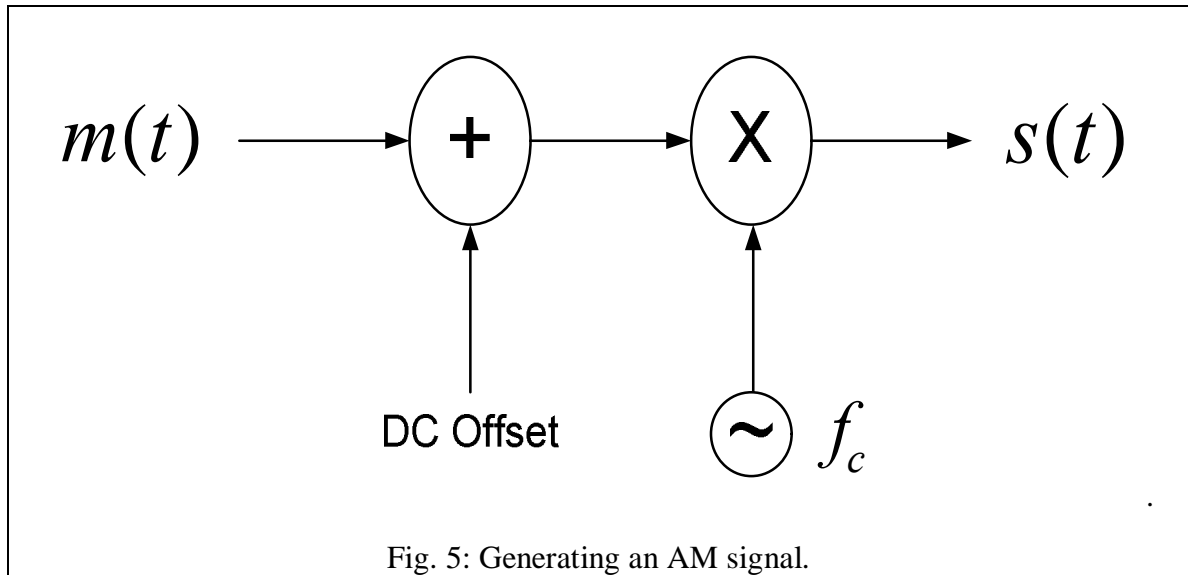 m(t) + X s(t)
DC Offset ~ f_c
.
Fig. 5: Generating an AM signal.